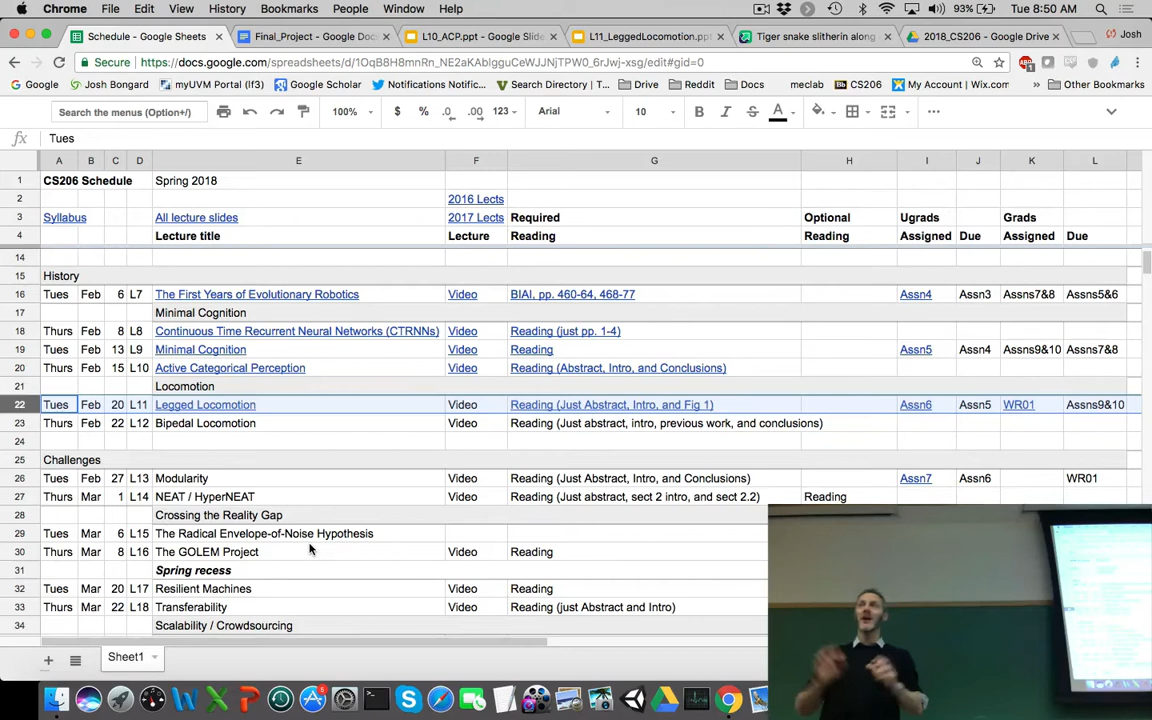 Chrome File Edit View History Bookmarks People Window Help 93% Tue 8:50 AM
Schedule - Google Sheets Final_Project - Google Doc L10_ACP.ppt - Google Slide L11_LeggedLocomotion.ppt Tiger snake slitherin along 2018_CS206 - Google Drive Josh
Secure https://docs.google.com/spreadsheets/d/1OqB8H8mnRn_NE2aKAblgguCeWJJNjTPW0_6rJwj-xsg/edit#gid=0
Google Josh Bongard myUVM Portal (lf3) Google Scholar Notifications Notific... Search Directory | T... Drive Reddit Docs meclab CS206 My Account | Wix.com Other Bookmarks
Search the menus (Option+/) 100% $ % .0 .00 123 Arial 10 B I S A
fx Tues
A B C D E F G H I J K L
1 CS206 Schedule Spring 2018
2 2016 Lects
3 Syllabus All lecture slides 2017 Lects Required Optional Ugrads Grads
4 Lecture title Lecture Reading Reading Assigned Due Assigned Due
14
15 History
16 Tues Feb 6 L7 The First Years of Evolutionary Robotics Video BIAI, pp. 460-64, 468-77 Assn4 Assn3 Assns7&8 Assns5&6
17 Minimal Cognition
18 Thurs Feb 8 L8 Continuous Time Recurrent Neural Networks (CTRNNs) Video Reading (just pp. 1-4)
19 Tues Feb 13 L9 Minimal Cognition Video Reading Assn5 Assn4 Assns9&10 Assns7&8
20 Thurs Feb 15 L10 Active Categorical Perception Video Reading (Abstract, Intro, and Conclusions)
21 Locomotion
22 Tues Feb 20 L11 Legged Locomotion Video Reading (Just Abstract, Intro, and Fig 1) Assn6 Assn5 WR01 Assns9&10
23 Thurs Feb 22 L12 Bipedal Locomotion Video Reading (Just abstract, intro, previous work, and conclusions)
24
25 Challenges
26 Tues Feb 27 L13 Modularity Video Reading (Just Abstract, Intro, and Conclusions) Assn7 Assn6 WR01
27 Thurs Mar 1 L14 NEAT / HyperNEAT Video Reading (Just abstract, sect 2 intro, and sect 2.2) Reading
28 Crossing the Reality Gap
29 Tues Mar 6 L15 The Radical Envelope-of-Noise Hypothesis
30 Thurs Mar 8 L16 The GOLEM Project Video Reading
31 Spring recess
32 Tues Mar 20 L17 Resilient Machines Video Reading
33 Thurs Mar 22 L18 Transferability Video Reading (just Abstract and Intro)
34 Scalability / Crowdsourcing
Sheet1